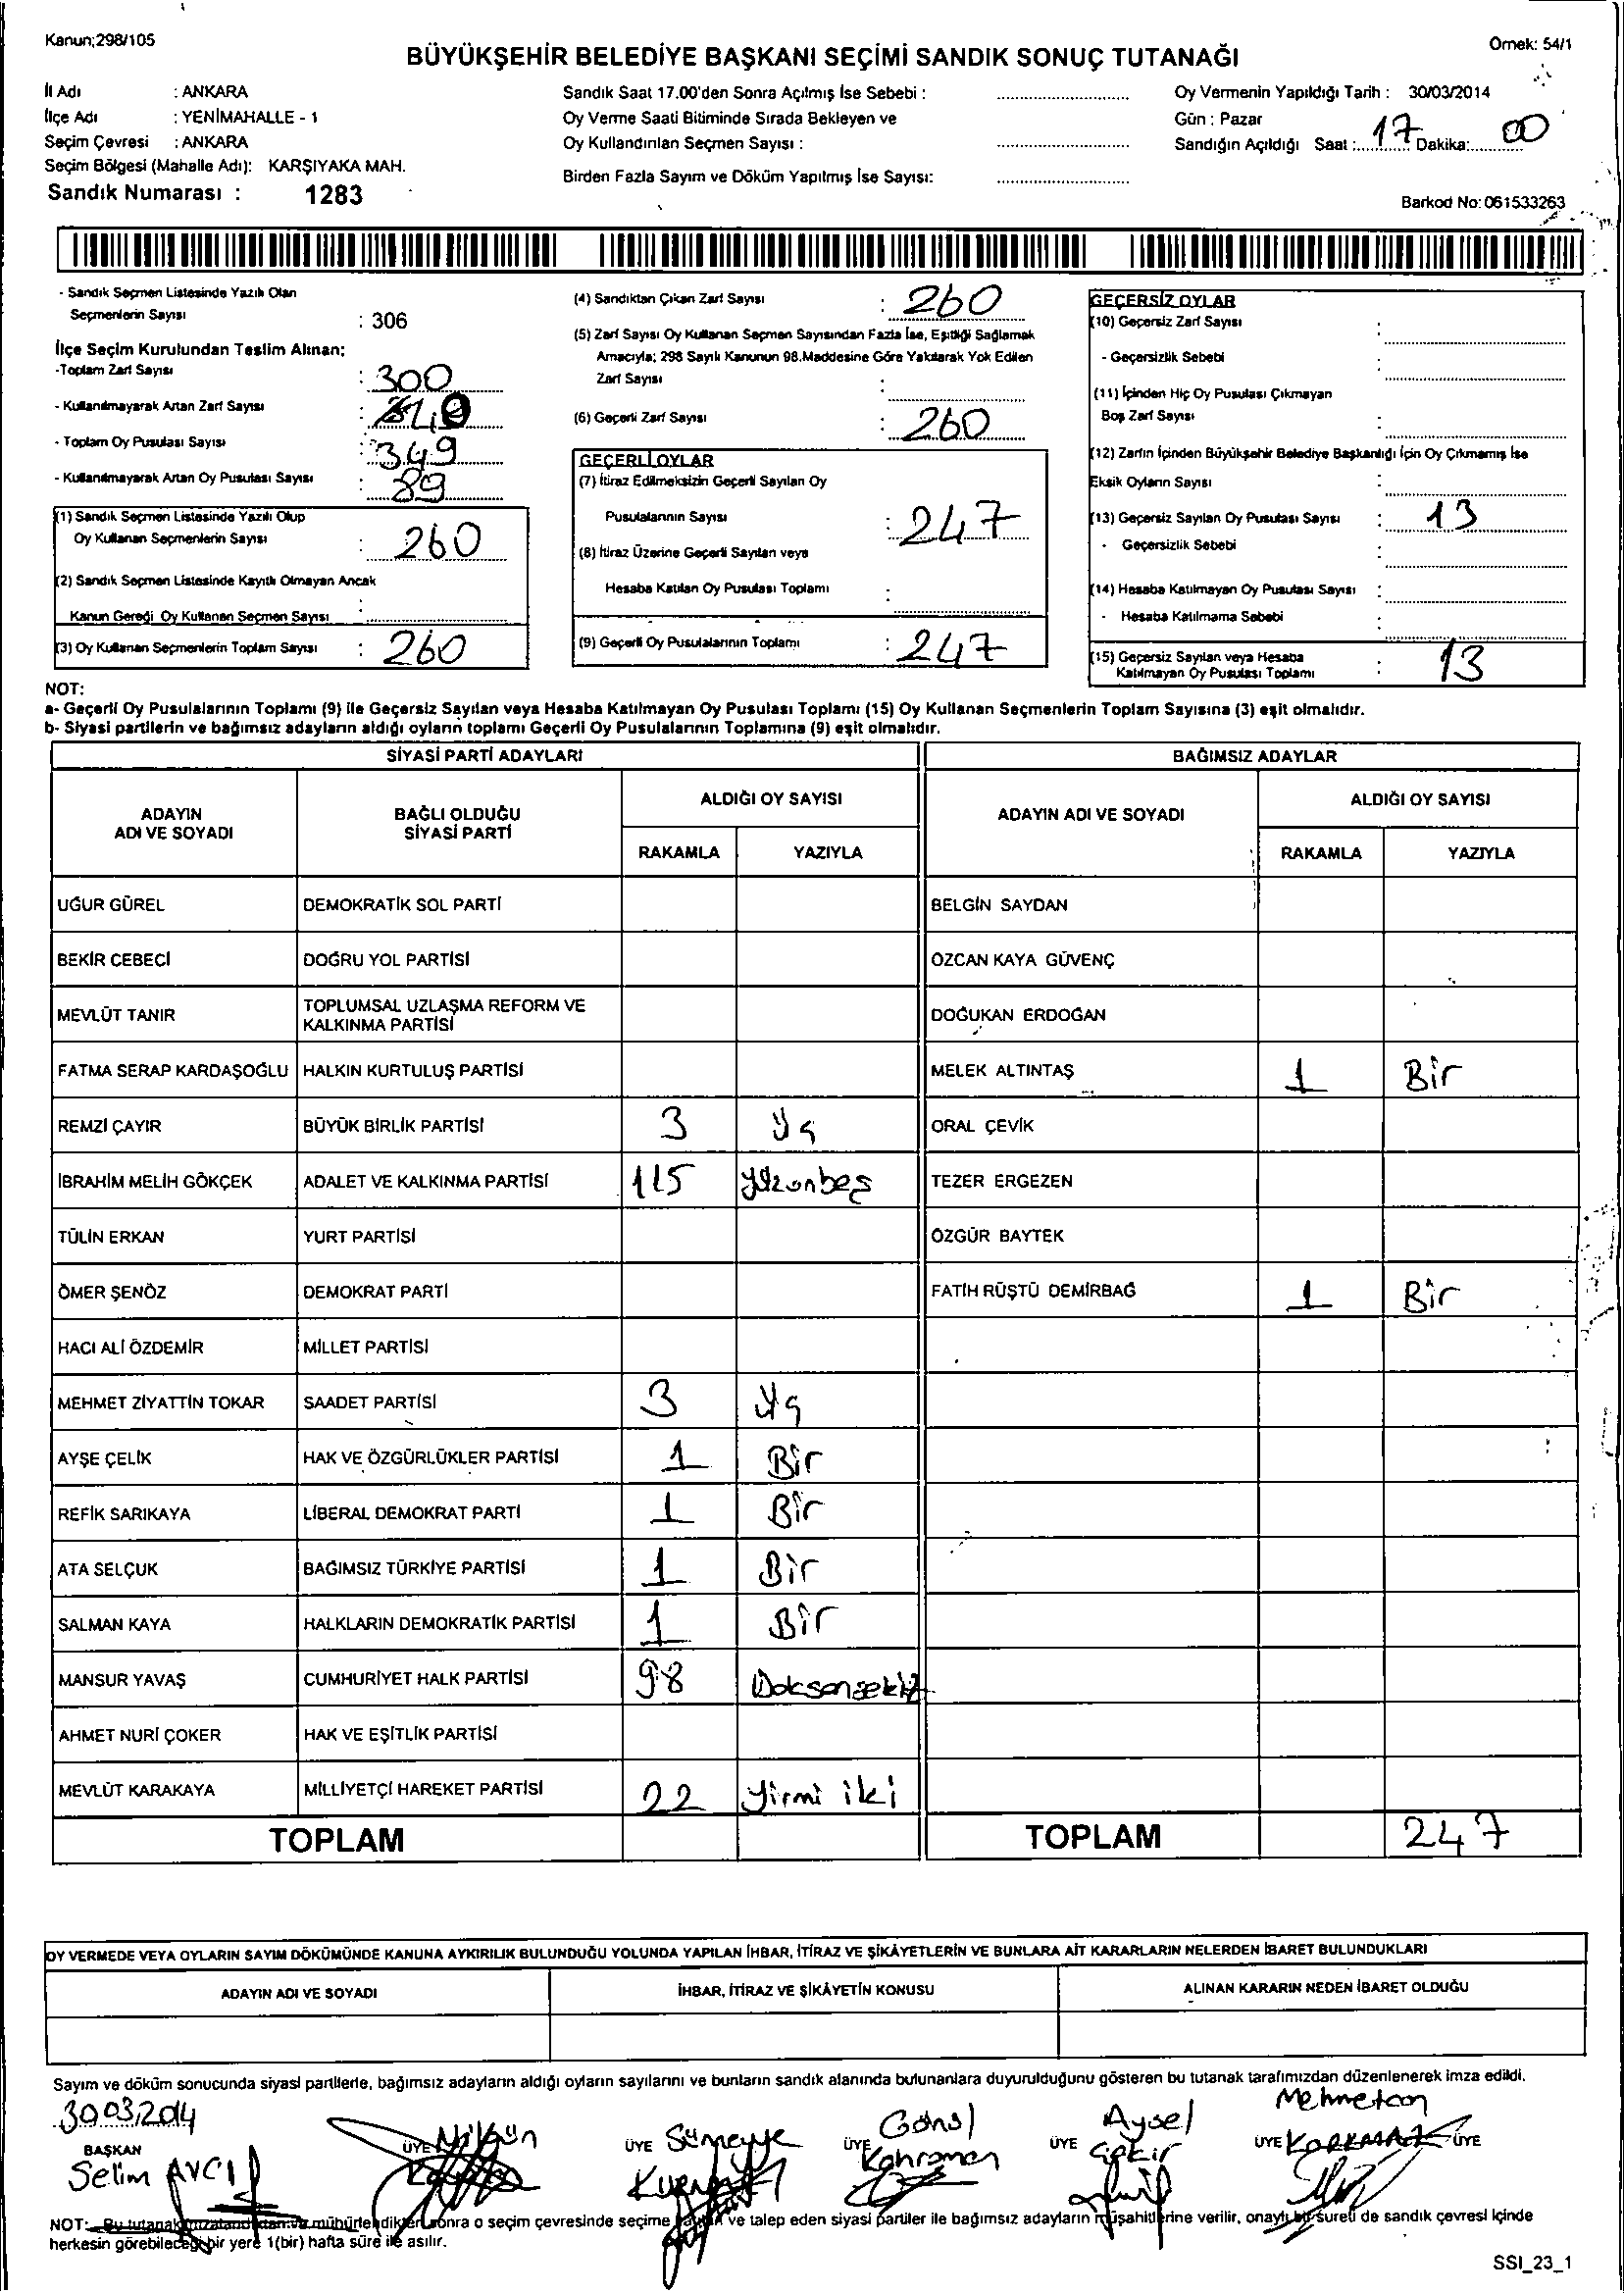 Kanun;298/105
Örnek: 54/1
BÜYÜKŞEHİR BELEDİYE BAŞKANI SEÇİMİ SANDIK SONUÇ TUTANAĞI
İl Adı : ANKARA
İlçe Adı : YENİMAHALLE - 1
Seçim Çevresi : ANKARA
Seçim Bölgesi (Mahalle Adı): KARŞIYAKA MAH.
Sandık Numarası : 1283
Sandık Saat 17.00'den Sonra Açılmış İse Sebebi :
Oy Verme Saati Bitiminde Sırada Bekleyen ve
Oy Kullandırılan Seçmen Sayısı :
Birden Fazla Sayım ve Döküm Yapılmış İse Sayısı:
Oy Vermenin Yapıldığı Tarih : 30/03/2014
Gün : Pazar
Sandığın Açıldığı Saat : 17 Dakika: 00
Barkod No: 061533263
- Sandık Seçmen Listesinde Yazılı Olan
Seçmenlerin Sayısı : 306
İlçe Seçim Kurulundan Teslim Alınan;
-Toplam Zarf Sayısı : 300
- Kullanılmayarak Artan Zarf Sayısı :
- Toplam Oy Pusulası Sayısı : 349
- Kullanılmayarak Artan Oy Pusulası Sayısı : 89
(1) Sandık Seçmen Listesinde Yazılı Olup
Oy Kullanan Seçmenlerin Sayısı : 260
(2) Sandık Seçmen Listesinde Kayıtlı Olmayan Ancak
Kanun Gereği Oy Kullanan Seçmen Sayısı :
(3) Oy Kullanan Seçmenlerin Toplam Sayısı : 260
(4) Sandıktan Çıkan Zarf Sayısı : 260
(5) Zarf Sayısı Oy Kullanan Seçmen Sayısından Fazla İse, Eşitliği Sağlamak
Amacıyla; 298 Sayılı Kanunun 98.Maddesine Göre Yakılarak Yok Edilen
Zarf Sayısı :
(6) Geçerli Zarf Sayısı : 260
GEÇERLİ OYLAR
(7) İtiraz Edilmeksizin Geçerli Sayılan Oy
Pusulalarının Sayısı : 247
(8) İtiraz Üzerine Geçerli Sayılan veya
Hesaba Katılan Oy Pusulası Toplamı :
(9) Geçerli Oy Pusulalarının Toplamı : 247
GEÇERSİZ OYLAR
(10) Geçersiz Zarf Sayısı :
- Geçersizlik Sebebi :
(11) İçinden Hiç Oy Pusulası Çıkmayan
Boş Zarf Sayısı :
(12) Zarfın İçinden Büyükşehir Belediye Başkanlığı İçin Oy Çıkmamış İse
Eksik Oyların Sayısı :
(13) Geçersiz Sayılan Oy Pusulası Sayısı : 13
- Geçersizlik Sebebi :
(14) Hesaba Katılmayan Oy Pusulası Sayısı :
- Hesaba Katılmama Sebebi :
(15) Geçersiz Sayılan veya Hesaba
Katılmayan Oy Pusulası Toplamı : 13
NOT:
a- Geçerli Oy Pusulalarının Toplamı (9) ile Geçersiz Sayılan veya Hesaba Katılmayan Oy Pusulası Toplamı (15) Oy Kullanan Seçmenlerin Toplam Sayısına (3) eşit olmalıdır.
b- Siyasi partilerin ve bağımsız adayların aldığı oyların toplamı Geçerli Oy Pusulalarının Toplamına (9) eşit olmalıdır.
SİYASİ PARTİ ADAYLARI BAĞIMSIZ ADAYLAR
ADAYIN
ADI VE SOYADI
BAĞLI OLDUĞU
SİYASİ PARTİ
ALDIĞI OY SAYISI
RAKAMLA YAZIYLA
ADAYIN ADI VE SOYADI
ALDIĞI OY SAYISI
RAKAMLA YAZIYLA
UĞUR GÜREL DEMOKRATİK SOL PARTİ BELGİN SAYDAN
BEKİR CEBECİ DOĞRU YOL PARTİSİ ÖZCAN KAYA GÜVENÇ
MEVLÜT TANIR TOPLUMSAL UZLAŞMA REFORM VE
KALKINMA PARTİSİ DOĞUKAN ERDOĞAN
FATMA SERAP KARDAŞOĞLU HALKIN KURTULUŞ PARTİSİ MELEK ALTINTAŞ 1 Bir
REMZİ ÇAYIR BÜYÜK BİRLİK PARTİSİ 3 Üç ORAL ÇEVİK
İBRAHİM MELİH GÖKÇEK ADALET VE KALKINMA PARTİSİ 115 yüzonbeş TEZER ERGEZEN
TÜLİN ERKAN YURT PARTİSİ ÖZGÜR BAYTEK
ÖMER ŞENÖZ DEMOKRAT PARTİ FATİH RÜŞTÜ DEMİRBAĞ 1 Bir
HACI ALİ ÖZDEMİR MİLLET PARTİSİ
MEHMET ZİYATTİN TOKAR SAADET PARTİSİ 3 Üç
AYŞE ÇELİK HAK VE ÖZGÜRLÜKLER PARTİSİ 1 Bir
REFİK SARIKAYA LİBERAL DEMOKRAT PARTİ 1 Bir
ATA SELÇUK BAĞIMSIZ TÜRKİYE PARTİSİ 1 Bir
SALMAN KAYA HALKLARIN DEMOKRATİK PARTİSİ 1 Bir
MANSUR YAVAŞ CUMHURİYET HALK PARTİSİ 98 Doksansekiz
AHMET NURİ ÇOKER HAK VE EŞİTLİK PARTİSİ
MEVLÜT KARAKAYA MİLLİYETÇİ HAREKET PARTİSİ 22 Yirmi iki
TOPLAM TOPLAM 247
OY VERMEDE VEYA OYLARIN SAYIM DÖKÜMÜNDE KANUNA AYKIRILIK BULUNDUĞU YOLUNDA YAPILAN İHBAR, İTİRAZ VE ŞİKÂYETLERİN VE BUNLARA AİT KARARLARIN NELERDEN İBARET BULUNDUKLARI
ADAYIN ADI VE SOYADI İHBAR, İTİRAZ VE ŞİKÂYETİN KONUSU ALINAN KARARIN NEDEN İBARET OLDUĞU
Sayım ve döküm sonucunda siyasi partilerle, bağımsız adayların aldığı oyların sayılarını ve bunların sandık alanında bulunanlara duyurulduğunu gösteren bu tutanak tarafımızdan düzenlenerek imza edildi.
30.03.2014
BAŞKAN ÜYE ÜYE ÜYE ÜYE ÜYE ÜYE
Selim AVCI
Nilgün
Sümeyye
Gönül
Kahraman
Aysel
Çakır
Mehmetcan
KORKMAZ
NOT: Bu tutanak imzalandıktan ve mühürlendikten sonra o seçim çevresinde seçime katılan ve talep eden siyasi partiler ile bağımsız adayların müşahitlerine verilir, onaylı bir sureti de sandık çevresi içinde
herkesin görebileceği bir yere 1(bir) hafta süre ile asılır.
SSI_23_1